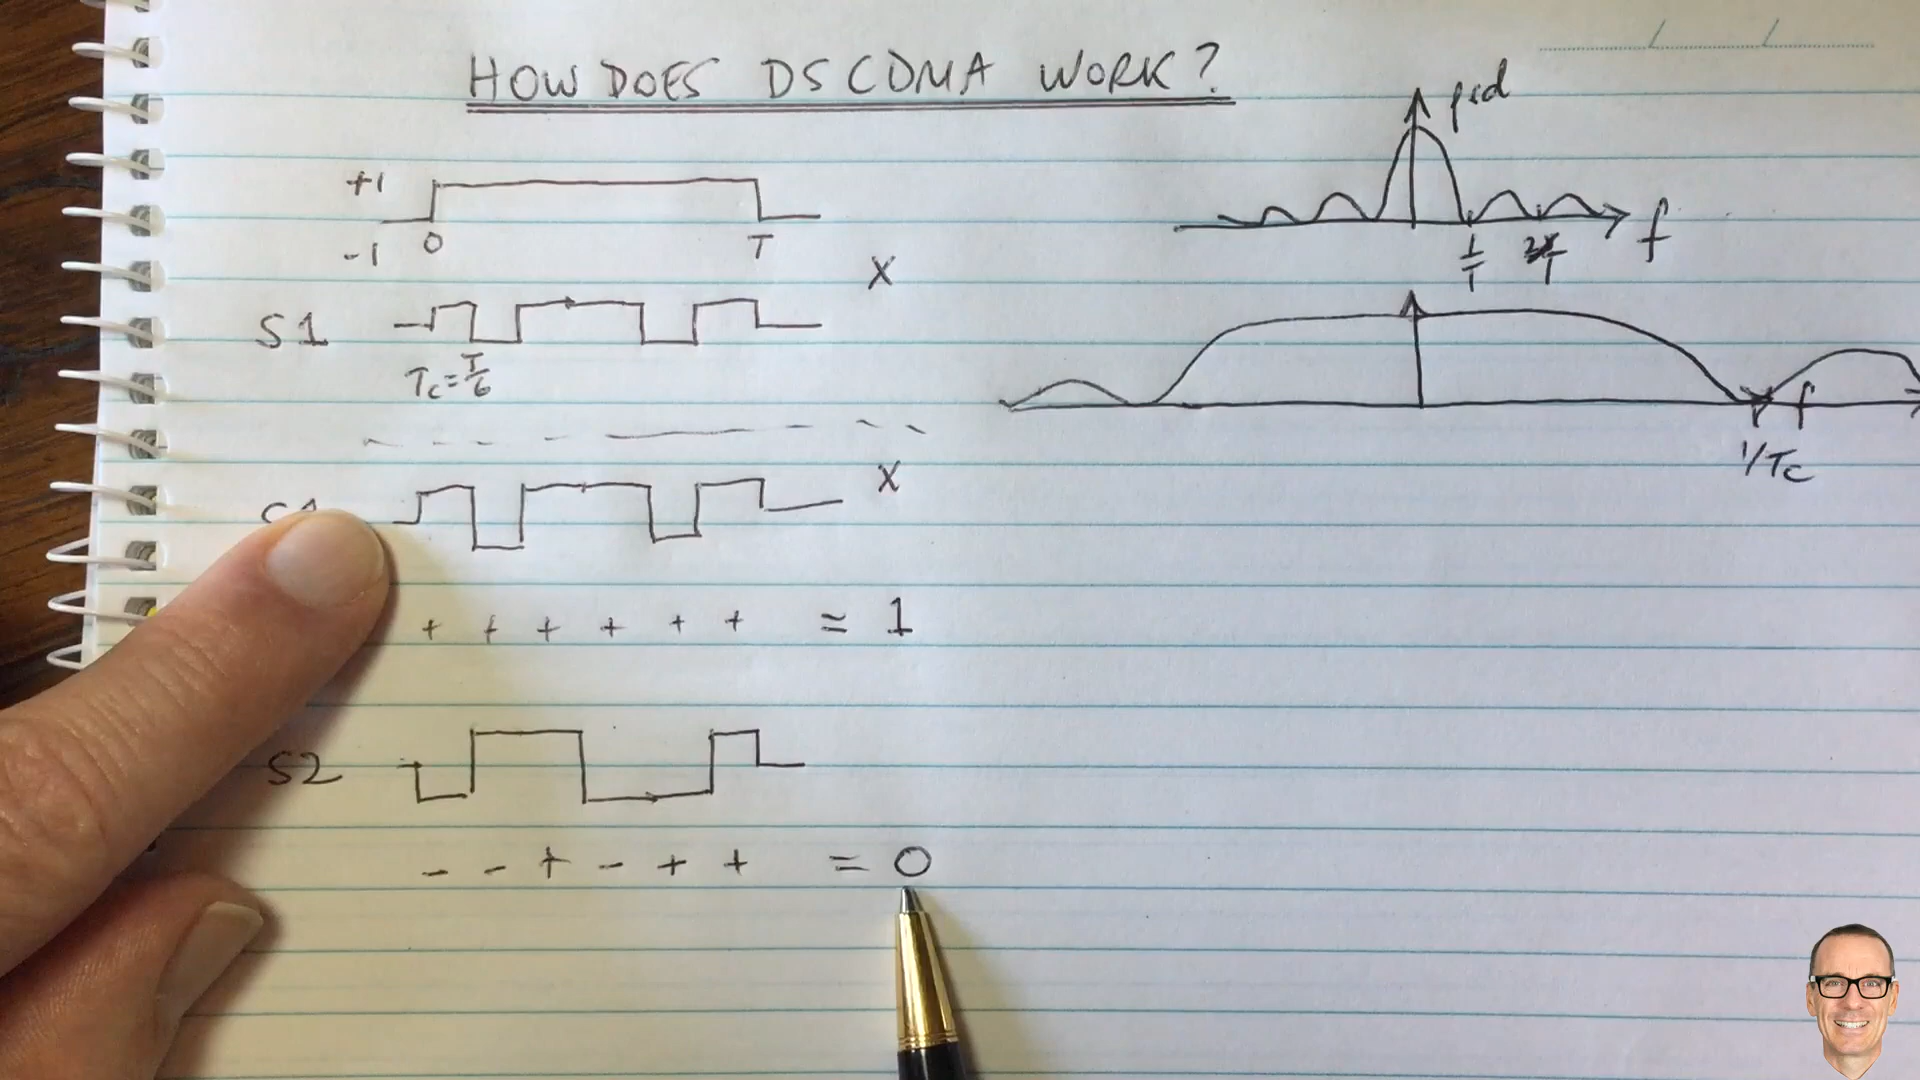 HOW DOES DS CDMA WORK?
psd
+1
-1 0 T
X
f
1/T
S1
Tc = T/6
f
1/Tc
X
+ + + + + + = 1
S2
- - + - + + = 0